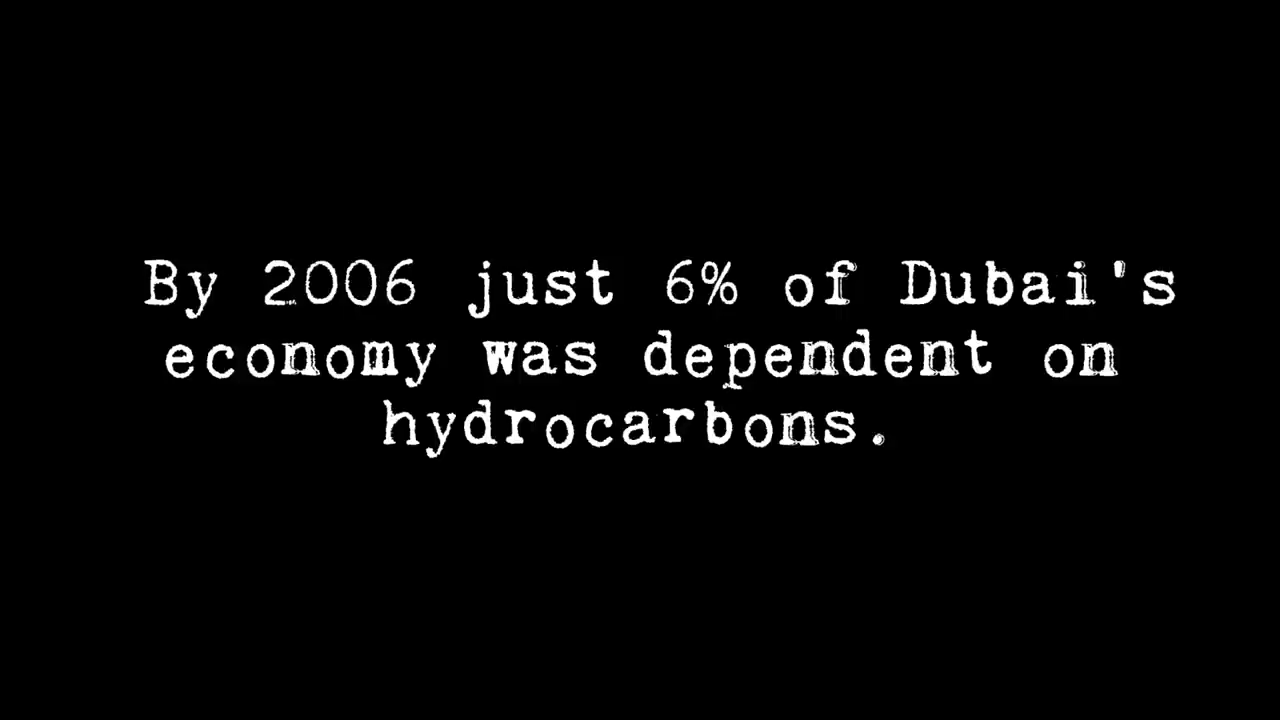 By 2006 just 6% of Dubai's
economy was dependent on
hydrocarbons.